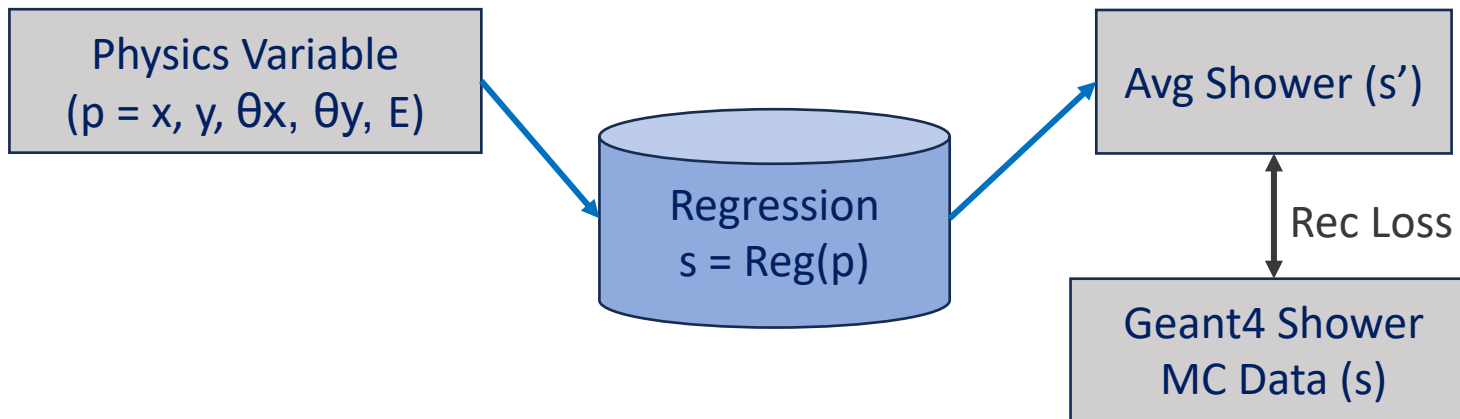 Physics Variable
(p = x, y, θx, θy, E)
Regression
s = Reg(p)
Avg Shower (s’)
Rec Loss
Geant4 Shower
MC Data (s)